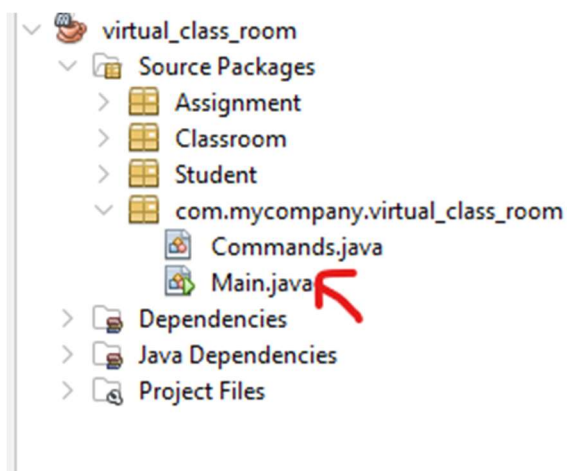 virtual_class_room
Source Packages
Assignment
Classroom
Student
com.mycompany.virtual_class_room
Commands.java
Main.java
Dependencies
Java Dependencies
Project Files